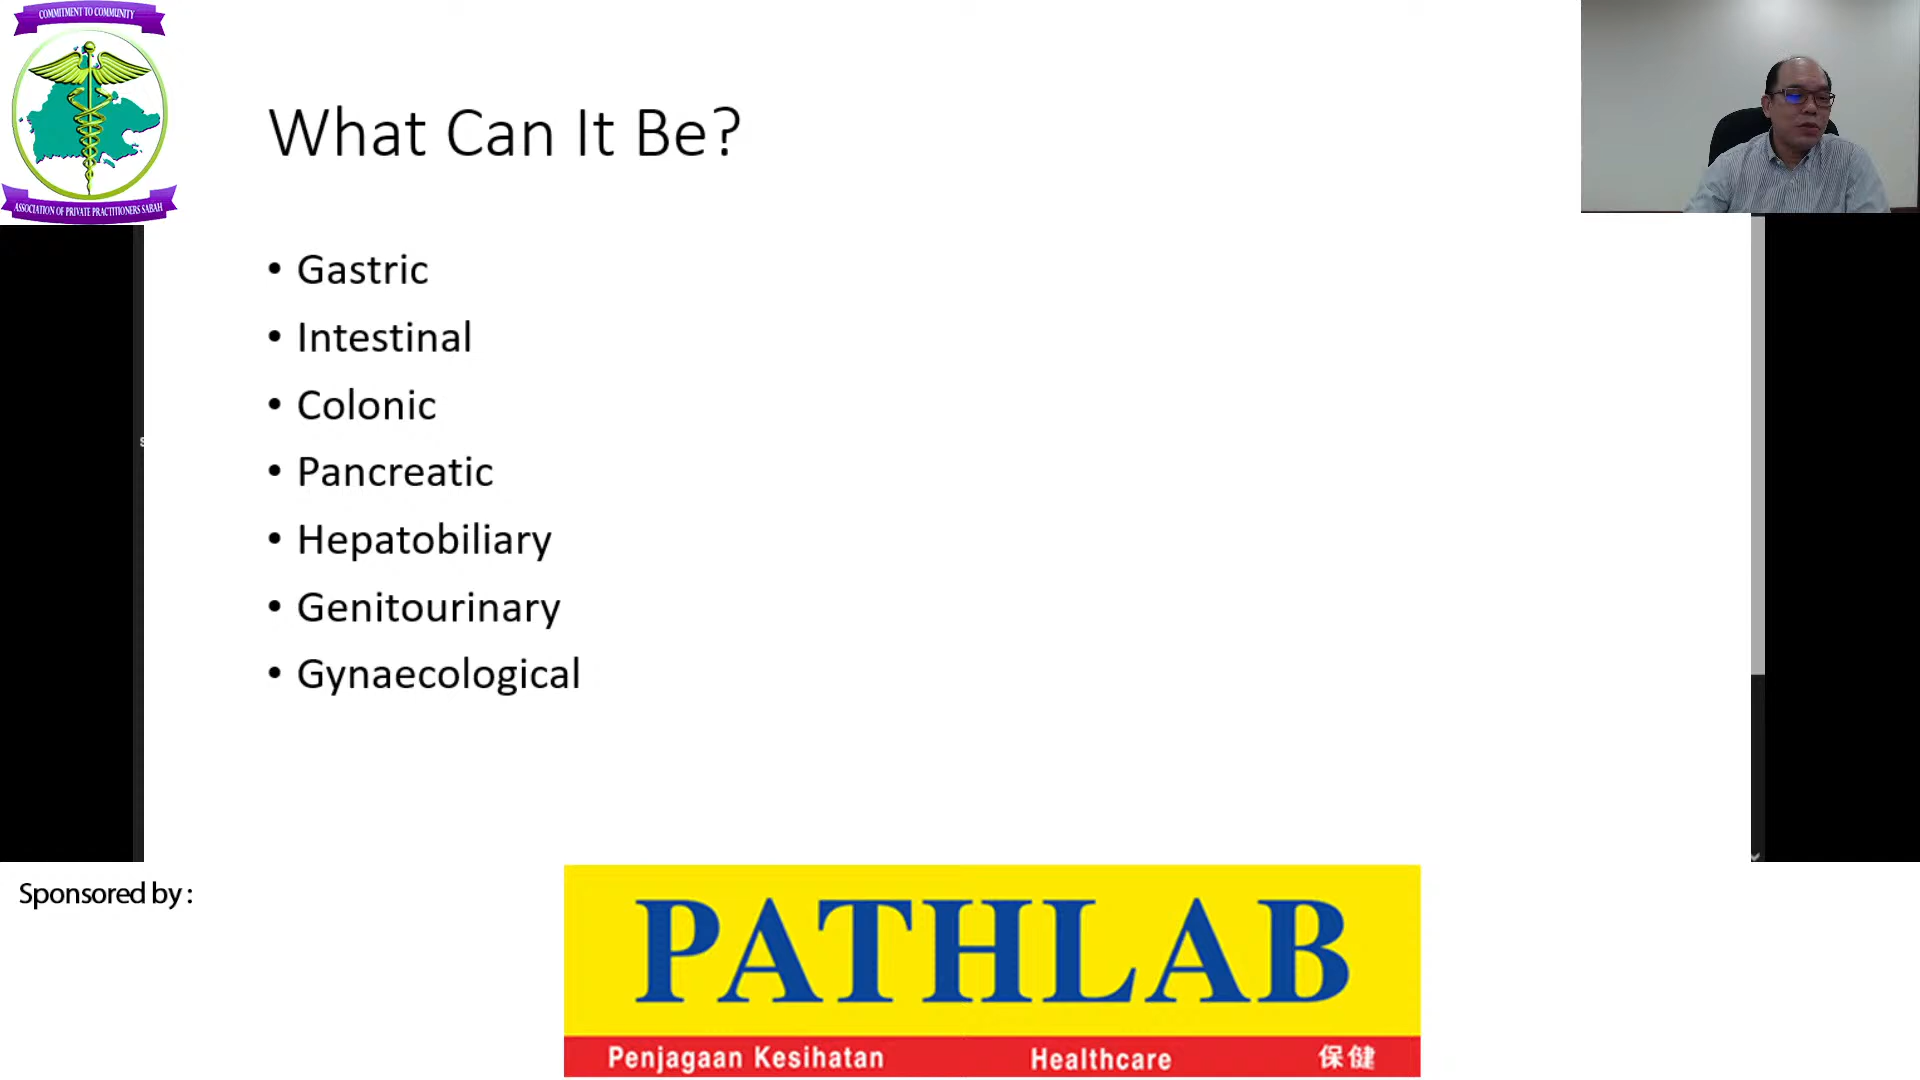 COMMITMENT TO COMMUNITY
ASSOCIATION OF PRIVATE PRACTITIONERS SABAH
What Can It Be?
• Gastric
• Intestinal
• Colonic
• Pancreatic
• Hepatobiliary
• Genitourinary
• Gynaecological
Sponsored by :
PATHLAB
Penjagaan Kesihatan Healthcare 保健